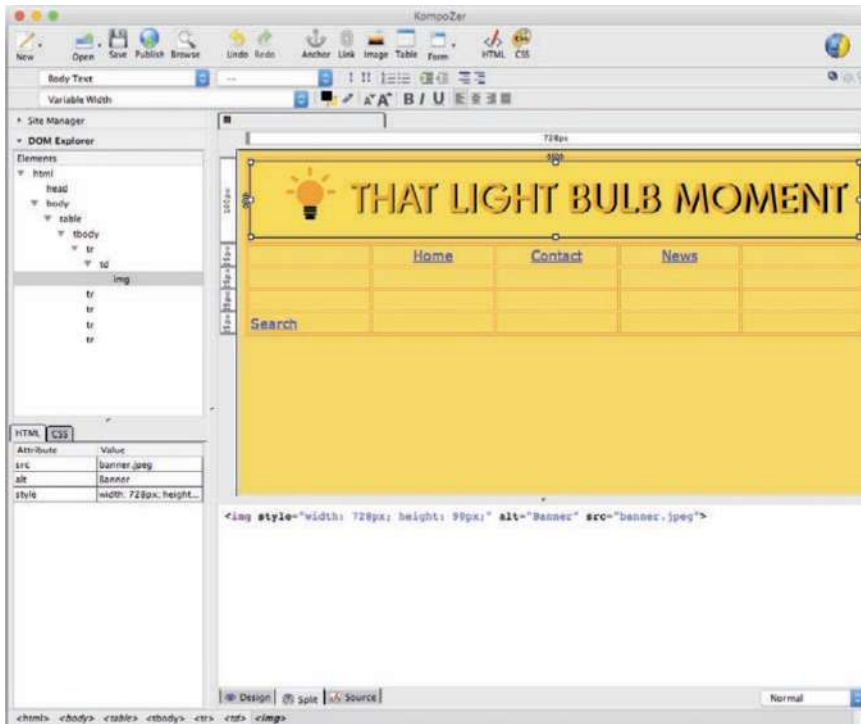 KompoZer
New Open Save Publish Browse Undo Redo Anchor Link Image Table Form HTML CSS
Body Text
Variable Width
B I U
Site Manager
DOM Explorer
Elements
html
head
body
table
tbody
tr
td
img
tr
tr
tr
tr
HTML CSS
Attribute Value
src banner.jpeg
alt Banner
style width: 728px; height...
728px
100px
THAT LIGHT BULB MOMENT
Home Contact News
Search
<img style="width: 728px; height: 90px;" alt="Banner" src="banner.jpeg">
Design Split Source
Normal
<html> <body> <table> <tbody> <tr> <td> <img>